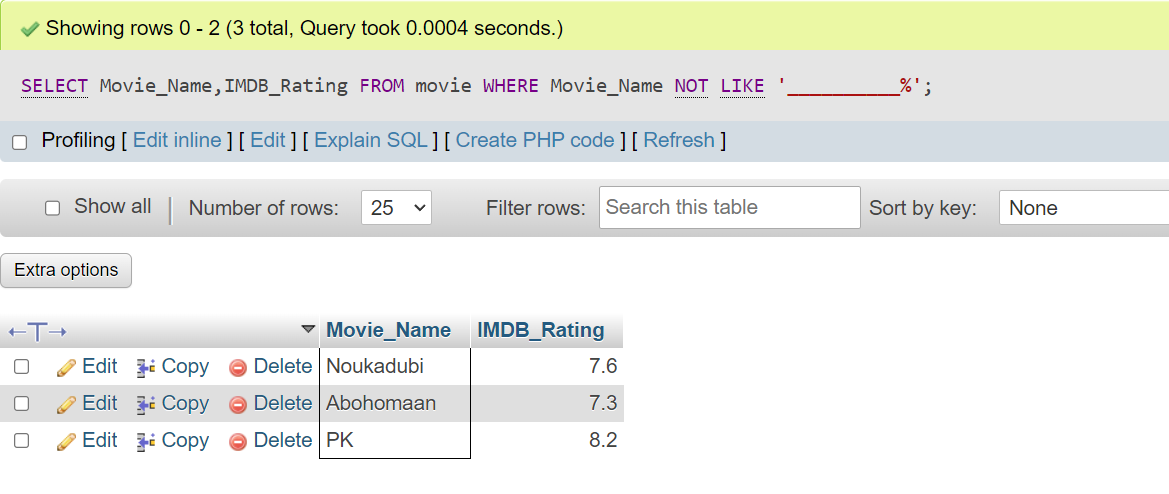 Showing rows 0 - 2 (3 total, Query took 0.0004 seconds.)
SELECT Movie_Name,IMDB_Rating FROM movie WHERE Movie_Name NOT LIKE '__________%';
Profiling [ Edit inline ] [ Edit ] [ Explain SQL ] [ Create PHP code ] [ Refresh ]
Show all Number of rows: 25 Filter rows: Search this table Sort by key: None
Extra options
←T→ Movie_Name IMDB_Rating
Edit Copy Delete Noukadubi 7.6
Edit Copy Delete Abohomaan 7.3
Edit Copy Delete PK 8.2